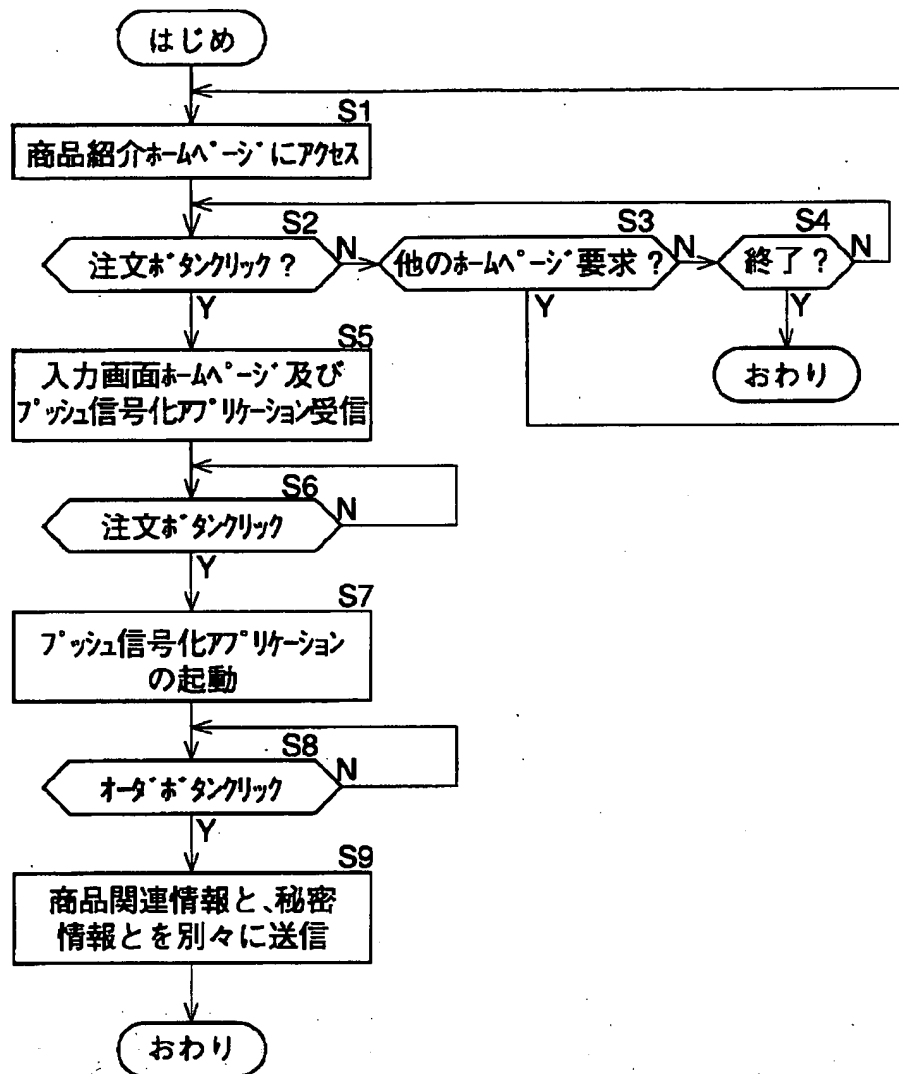 はじめ
S1
商品紹介ホームページにアクセス
S2
注文ボタンクリック?
N
S3
他のホームページ要求?
N
S4
終了?
N
Y
Y
Y
おわり
S5
入力画面ホームページ及び
プッシュ信号化アプリケーション受信
S6
注文ボタンクリック
N
Y
S7
プッシュ信号化アプリケーション
の起動
S8
オーダボタンクリック
N
Y
S9
商品関連情報と、秘密
情報とを別々に送信
おわり